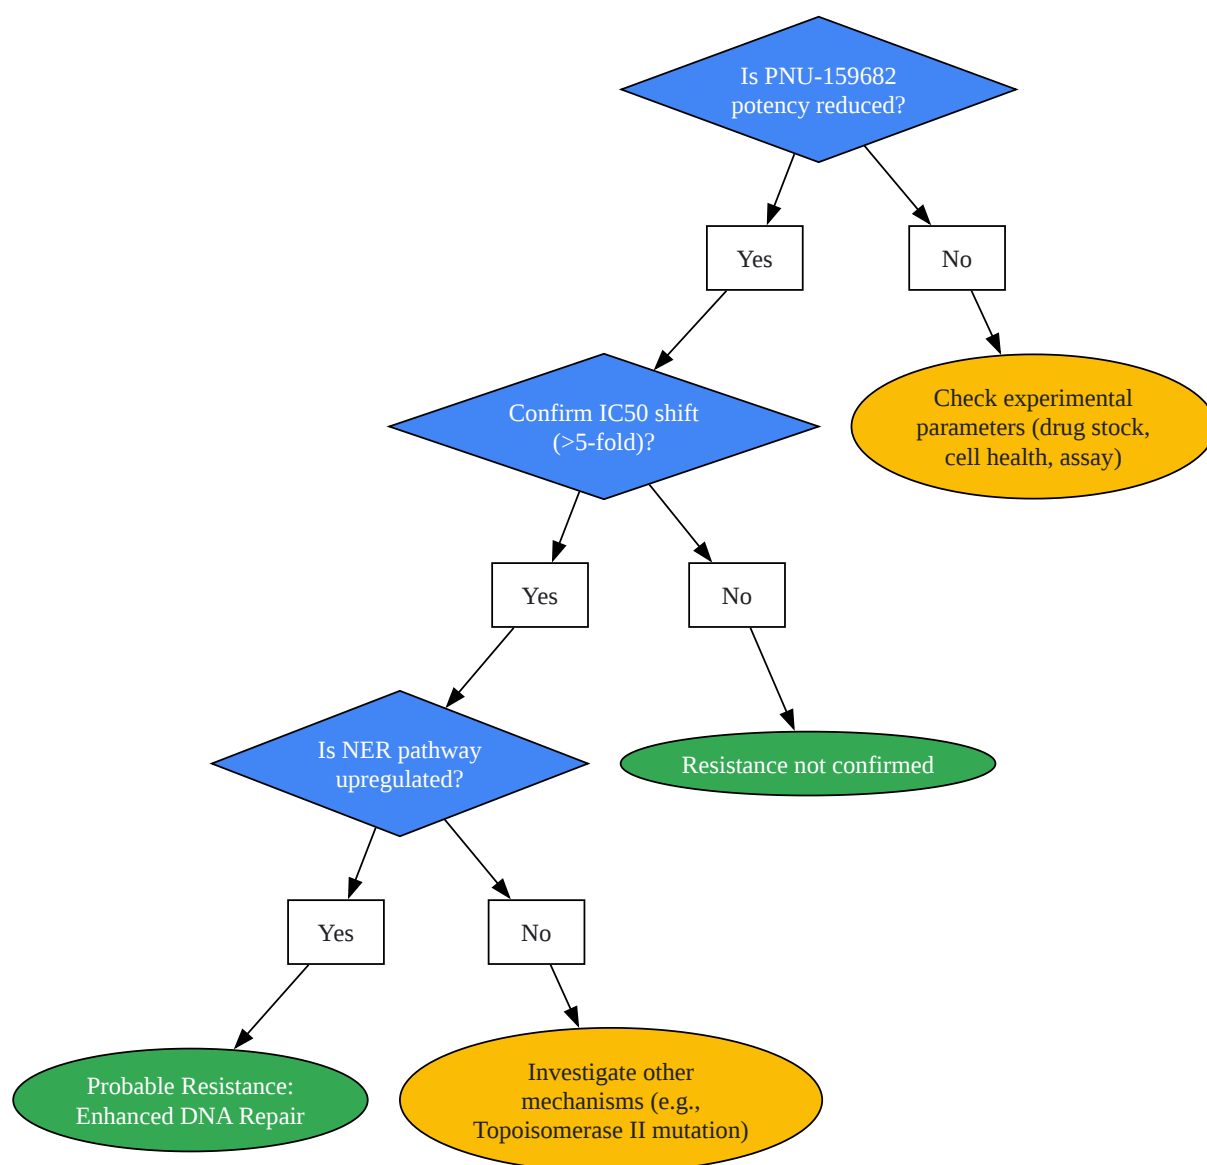 Is PNU-159682
potency reduced?
Yes
No
Confirm IC50 shift
(>5-fold)?
Check experimental
parameters (drug stock,
cell health, assay)
Yes
No
Is NER pathway
upregulated?
Resistance not confirmed
Yes
No
Probable Resistance:
Enhanced DNA Repair
Investigate other
mechanisms (e.g.,
Topoisomerase II mutation)